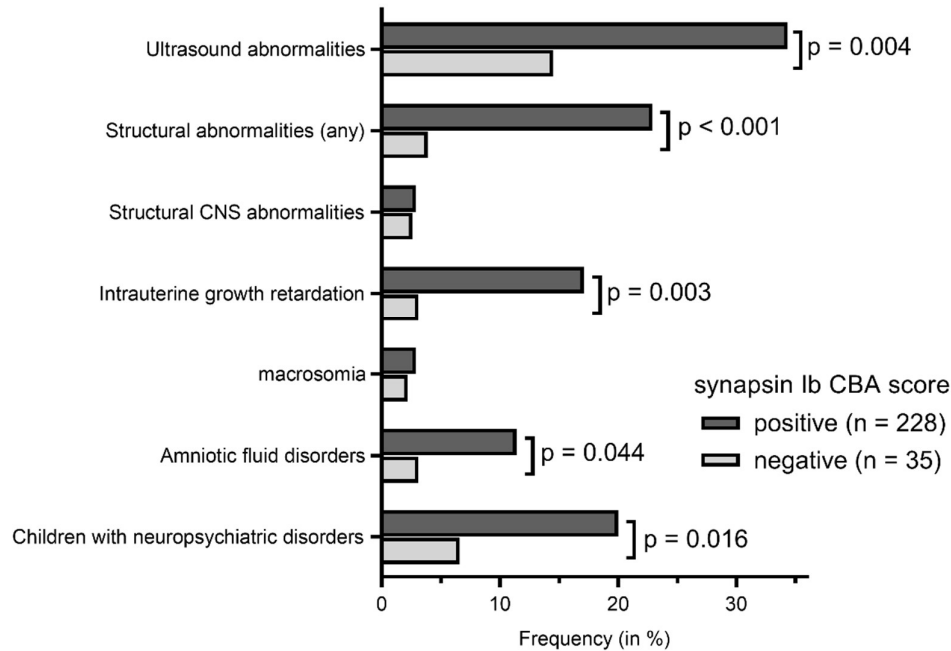 Ultrasound abnormalities
p = 0.004
Structural abnormalities (any)
p < 0.001
Structural CNS abnormalities
Intrauterine growth retardation
p = 0.003
macrosomia
synapsin Ib CBA score
positive (n = 228)
negative (n = 35)
Amniotic fluid disorders
p = 0.044
Children with neuropsychiatric disorders
p = 0.016
0 10 20 30
Frequency (in %)